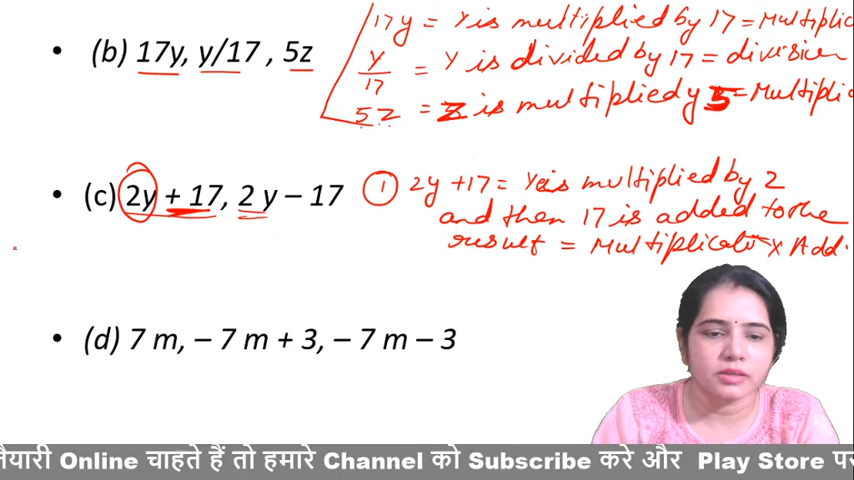 • (b) 17y, y/17 , 5z
17y = Y is multiplied by 17 = Multiplic
y/17 = Y is divided by 17 = division
5z = Z is multiplied y 5 = Multiplic
• (c) 2y + 17, 2 y – 17
① 2y +17 = Y is multiplied by 2
and then 17 is added to the
result = Multiplicati x Add.
• (d) 7 m, – 7 m + 3, – 7 m – 3
तैयारी Online चाहते हैं तो हमारे Channel को Subscribe करे और Play Store पर